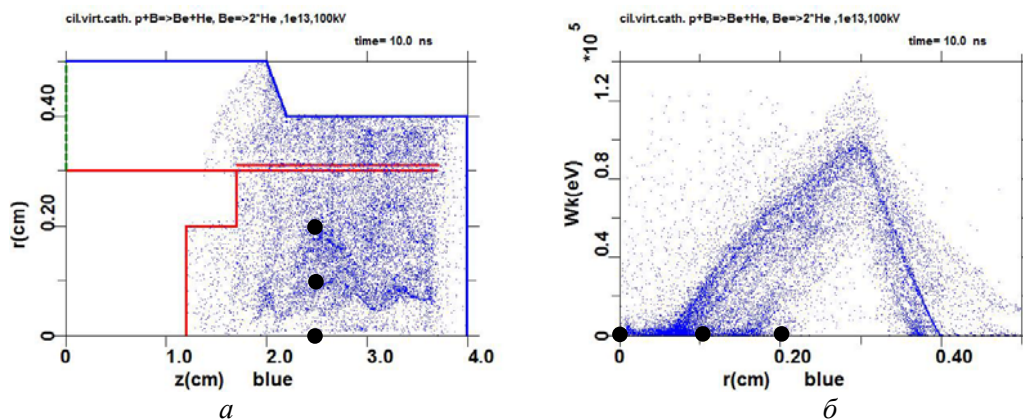 cil.virt.cath. p+B=>Be+He, Be=>2"He ,1e13,100kV
time= 10.0 ns
0.40
0.20
0
r(cm)
0
1.0
2.0
3.0
4.0
z(cm) blue
а
cil.virt.cath. p+B=>Be+He, Be=>2"He ,1e13,100kV
*10 5
time= 10.0 ns
1.2
0.8
0.4
0
Wk(eV)
0
0.20
0.40
r(cm) blue
б